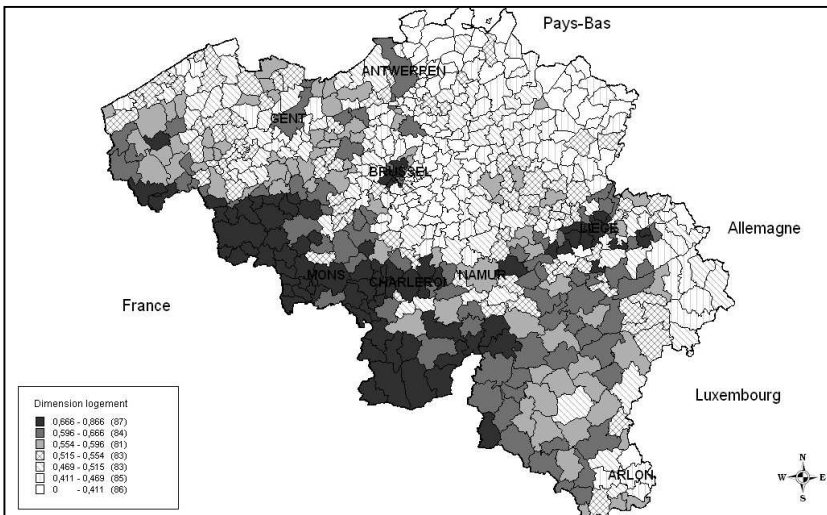 Pays-Bas
ANTWERPEN
GENT
BRUSSEL
LIEGE
Allemagne
MONS
CHARLEROI
NAMUR
France
Luxembourg
ARLON
Dimension logement
0,666 - 0,866 (87)
0,596 - 0,666 (84)
0,554 - 0,596 (81)
0,515 - 0,554 (83)
0,469 - 0,515 (83)
0,411 - 0,469 (85)
0 - 0,411 (86)
N
W E
S